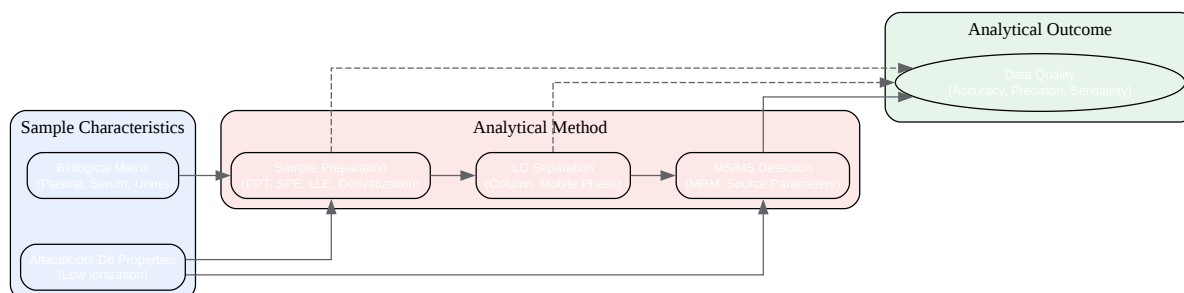 Analytical Outcome
Data Quality
(Accuracy, Precision, Sensitivity)
Sample Characteristics
Analytical Method
Biological Matrix
(Plasma, Serum, Urine)
Sample Preparation
(PPT, SPE, LLE, Derivatization)
LC Separation
(Column, Mobile Phase)
MS/MS Detection
(MRM, Source Parameters)
Alfacalcidol-D6 Properties
(Low Ionization)